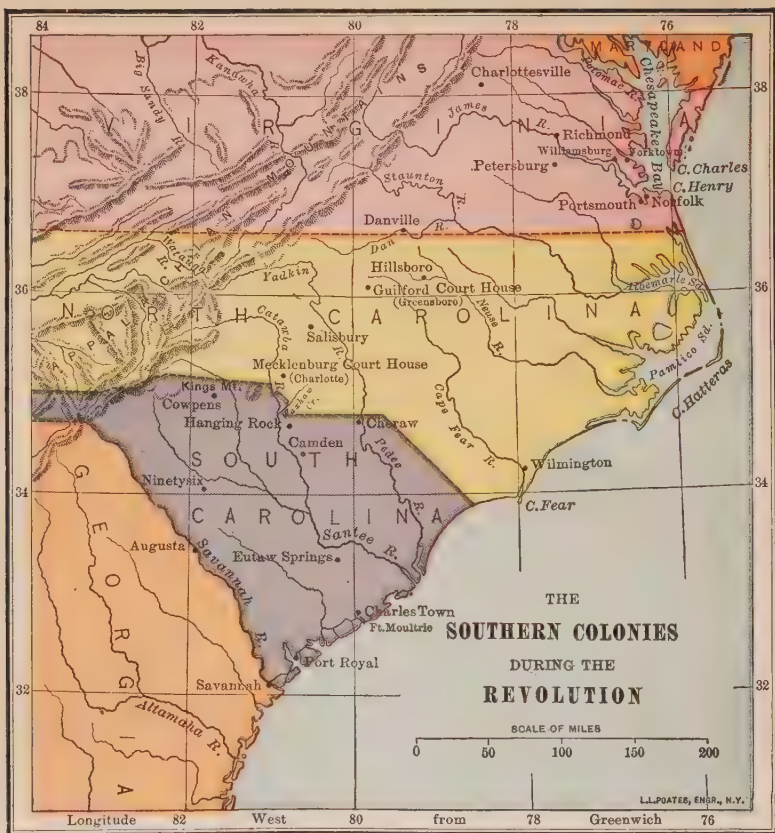 84
82
80
78
76
MARYLAND
Potomac R.
Chesapeake Bay
Big Sandy R.
Kanawha R.
Charlottesville
38
38
VIRGINIA
James R.
Richmond
Williamsburg
Yorktown
Petersburg
C. Charles
C. Henry
Portsmouth
Norfolk
Staunton R.
Danville
Dan R.
APPALACHIAN MOUNTAINS
Watauga R.
36
36
Yadkin R.
Hillsboro
Guilford Court House
(Greensboro)
Albemarle Sd.
NORTH CAROLINA
Neuse R.
Catawba R.
Salisbury
Pamlico Sd.
Mecklenburg Court House
(Charlotte)
C. Hatteras
Kings Mt.
Cowpens
Waxhaw Cr.
Hanging Rock
Cheraw
Cape Fear R.
Camden
Pedee R.
Wilmington
SOUTH CAROLINA
Ninetysix
34
34
C. Fear
Santee R.
Augusta
Savannah R.
Eutaw Springs
GEORGIA
Charles Town
Ft. Moultrie
Port Royal
Savannah
32
32
Altamaha R.
THE
SOUTHERN COLONIES
DURING THE
REVOLUTION
SCALE OF MILES
0 50 100 150 200
L.L. POATES, ENGR., N.Y.
Longitude 82 West 80 from 78 Greenwich 76